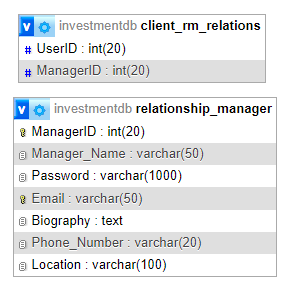 v investmentdb client_rm_relations
# UserID : int(20)
# ManagerID : int(20)
v investmentdb relationship_manager
ManagerID : int(20)
Manager_Name : varchar(50)
Password : varchar(1000)
Email : varchar(50)
Biography : text
Phone_Number : varchar(20)
Location : varchar(100)